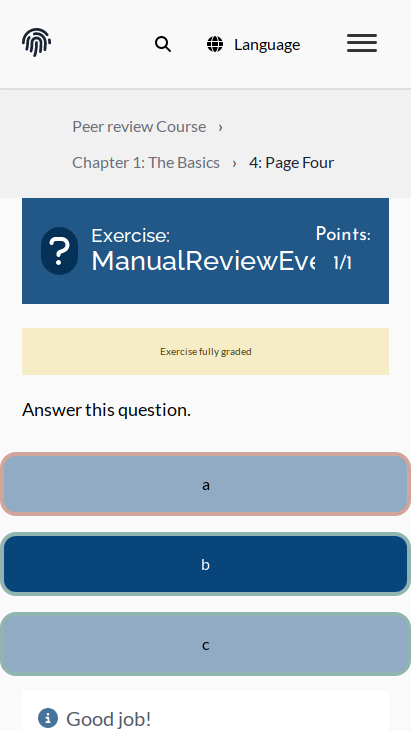 Language
Peer review Course ›
Chapter 1: The Basics › 4: Page Four
Exercise:
ManualReviewEve
Points:
1/1
Exercise fully graded
Answer this question.
a
b
c
Good job!